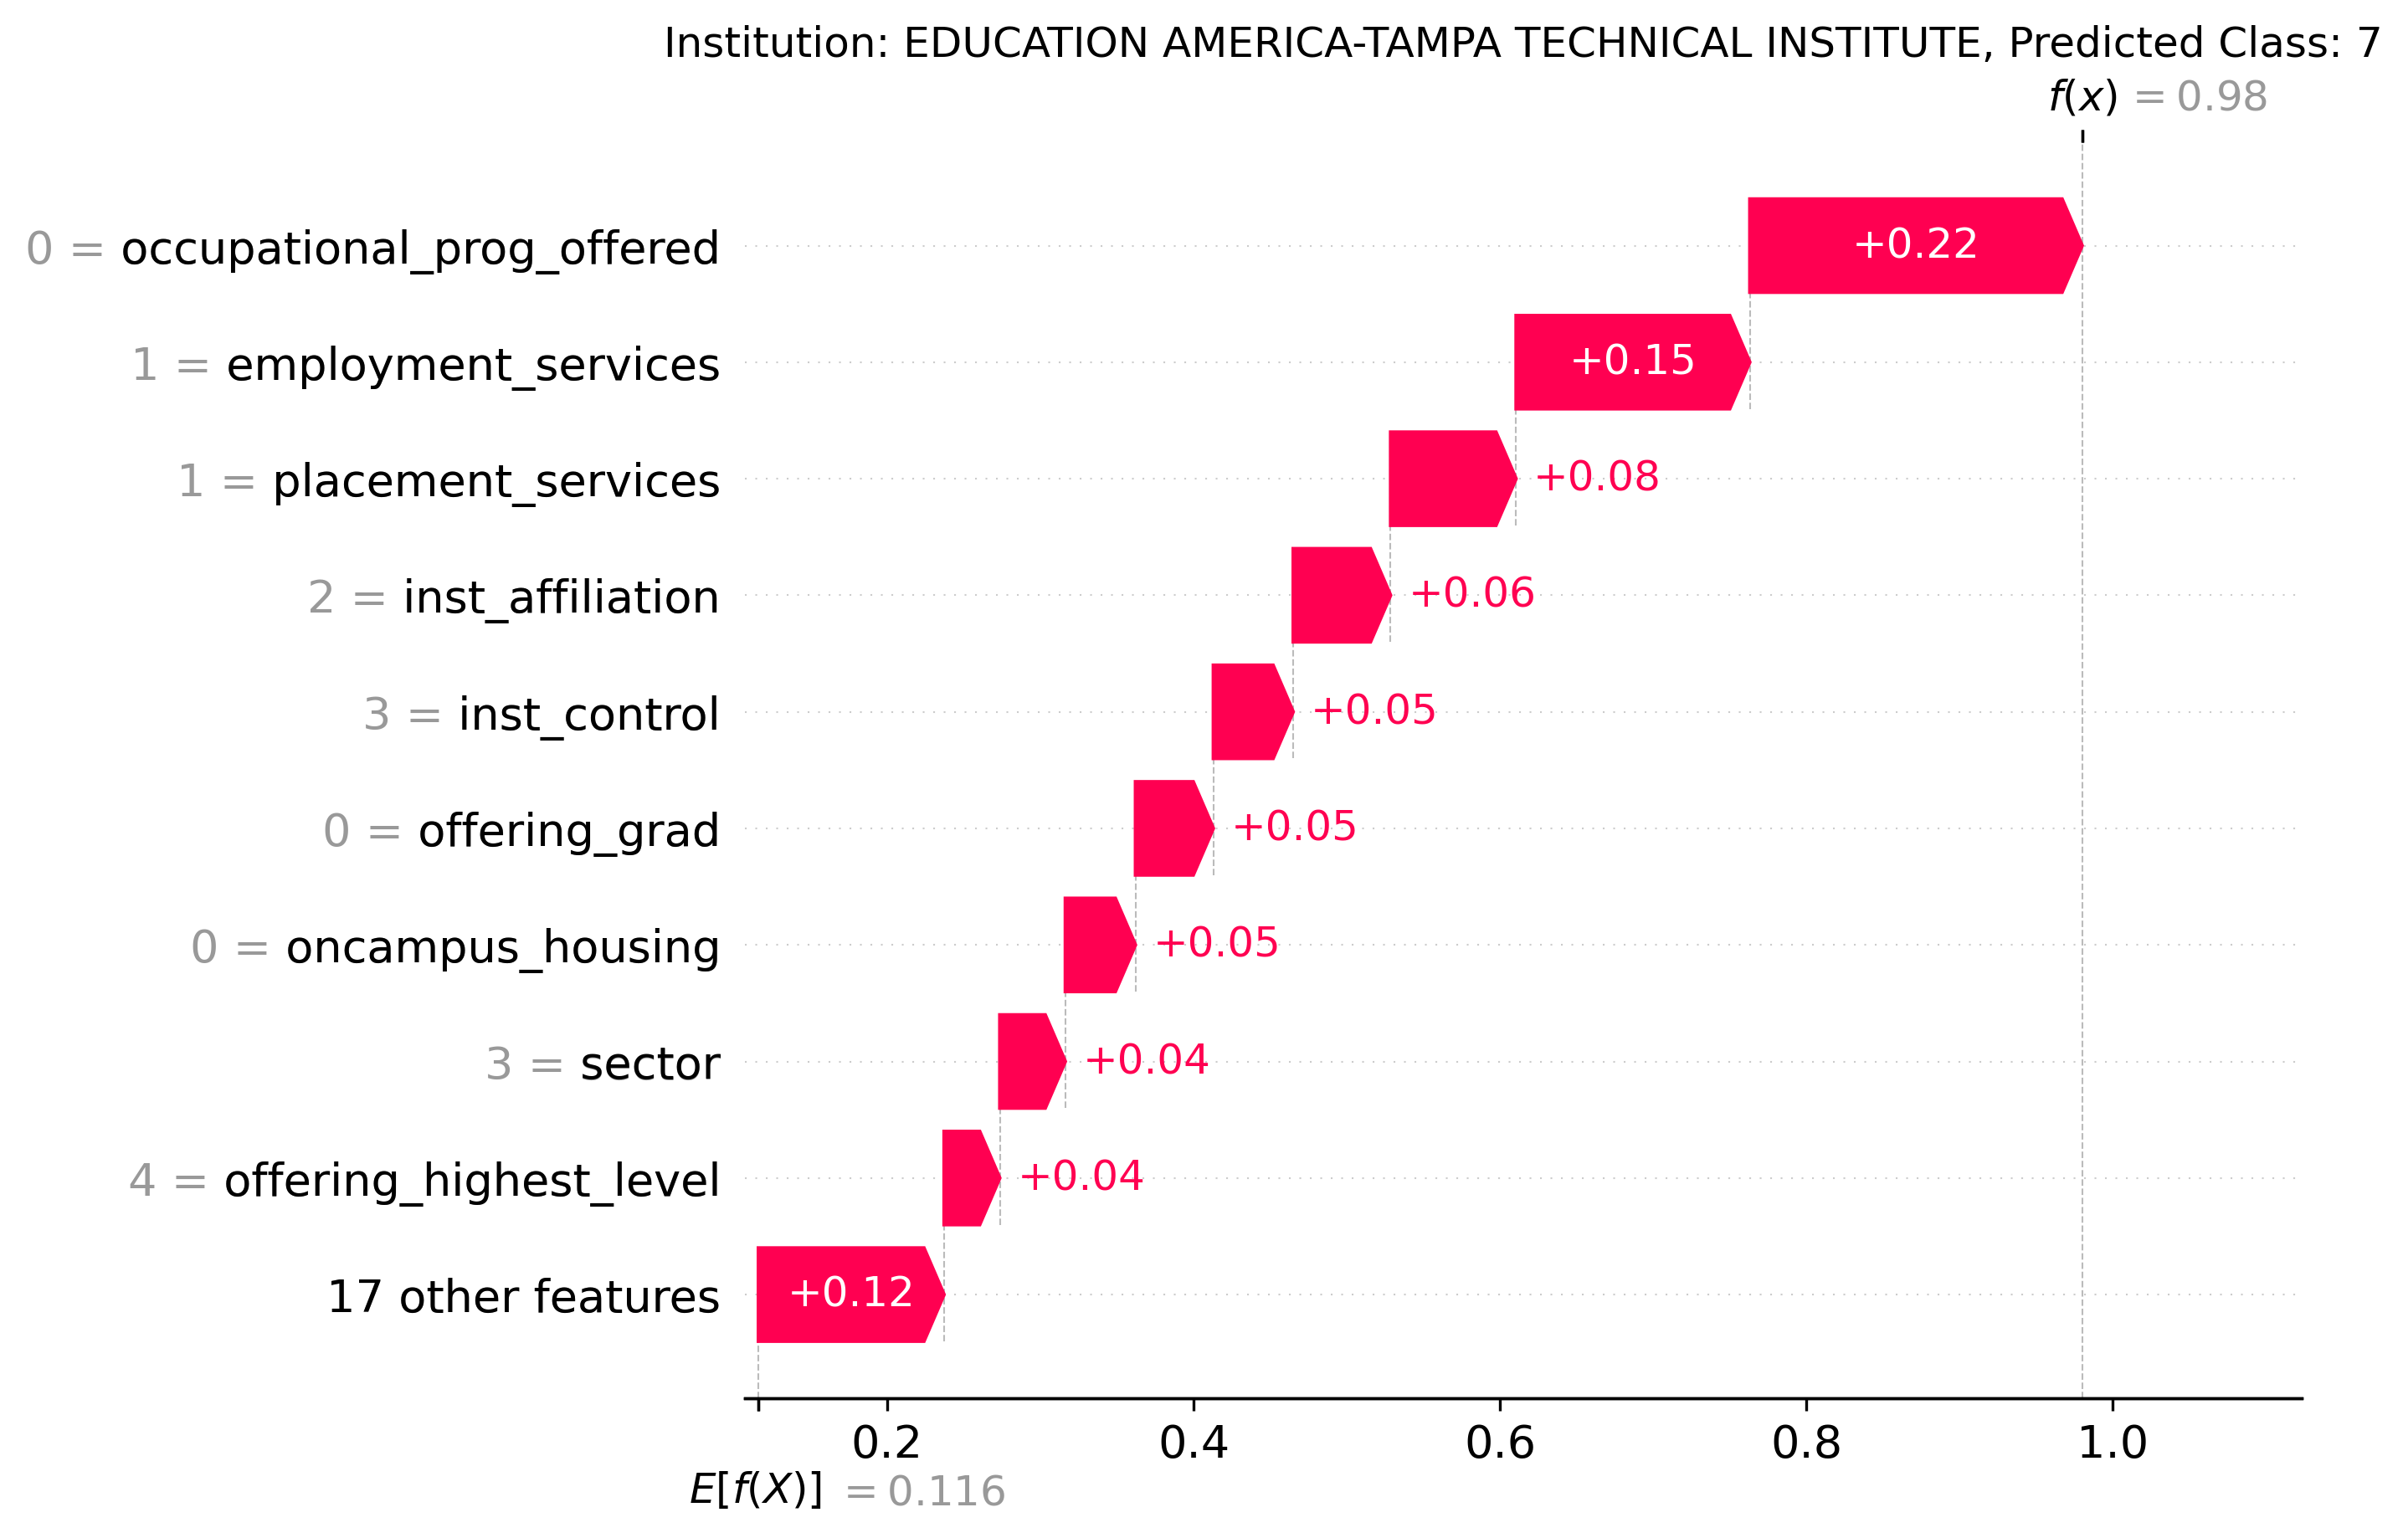 Institution: EDUCATION AMERICA-TAMPA TECHNICAL INSTITUTE, Predicted Class: 7
f(x) = 0.98
0 = occupational_prog_offered +0.22
1 = employment_services +0.15
1 = placement_services +0.08
2 = inst_affiliation +0.06
3 = inst_control +0.05
0 = offering_grad +0.05
0 = oncampus_housing +0.05
3 = sector +0.04
4 = offering_highest_level +0.04
17 other features +0.12
0.2 0.4 0.6 0.8 1.0
E[f(X)] = 0.116